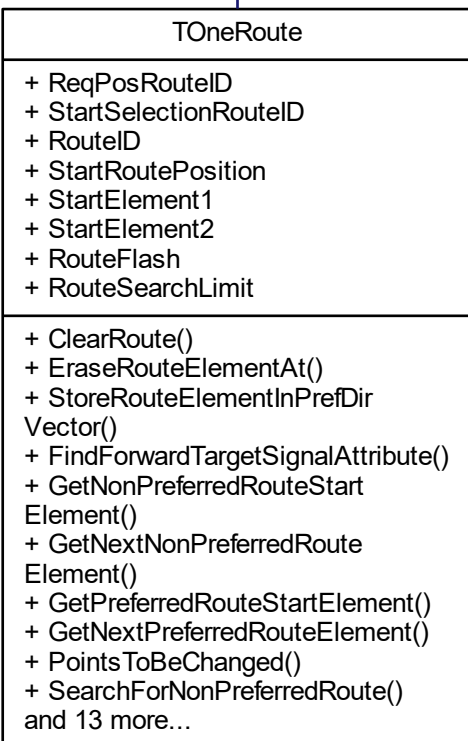 TOneRoute
+ ReqPosRouteID
+ StartSelectionRouteID
+ RouteID
+ StartRoutePosition
+ StartElement1
+ StartElement2
+ RouteFlash
+ RouteSearchLimit
+ ClearRoute()
+ EraseRouteElementAt()
+ StoreRouteElementInPrefDir
Vector()
+ FindForwardTargetSignalAttribute()
+ GetNonPreferredRouteStart
Element()
+ GetNextNonPreferredRoute
Element()
+ GetPreferredRouteStartElement()
+ GetNextPreferredRouteElement()
+ PointsToBeChanged()
+ SearchForNonPreferredRoute()
and 13 more...